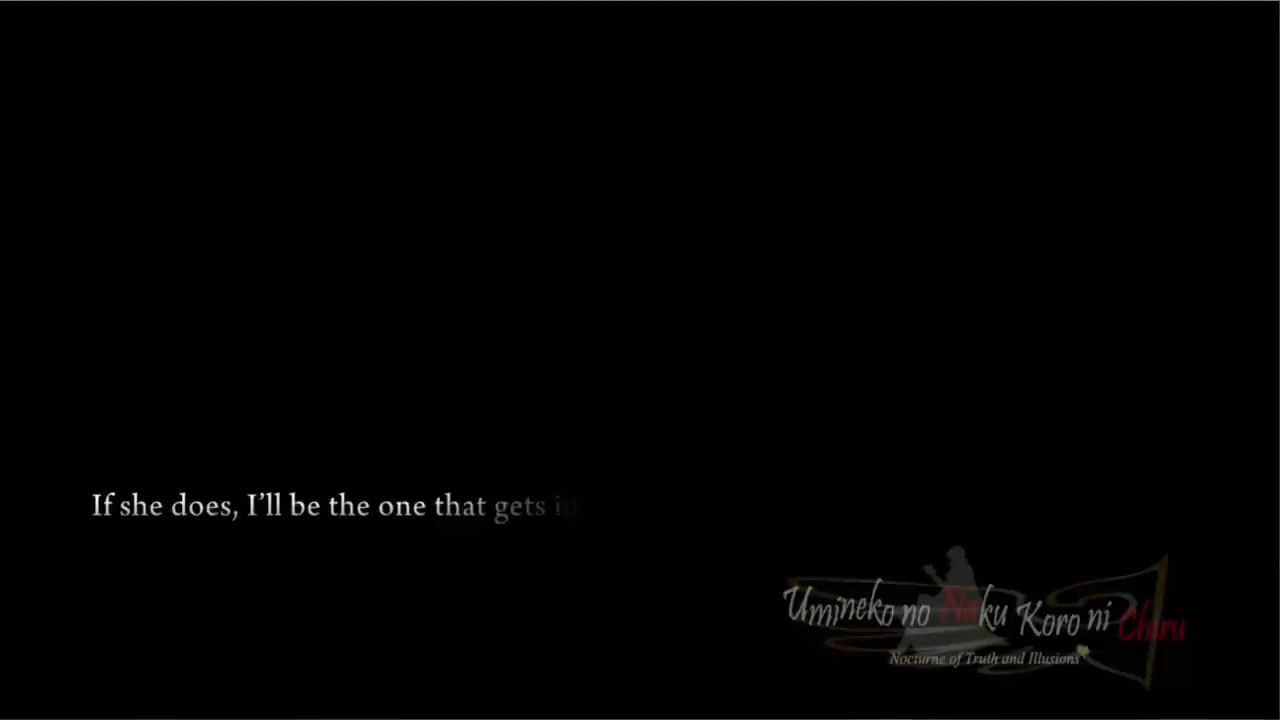 If she does, I’ll be the one that gets
Umineko no Naku Koro ni Chiru
Nocturne of Truth and Illusions